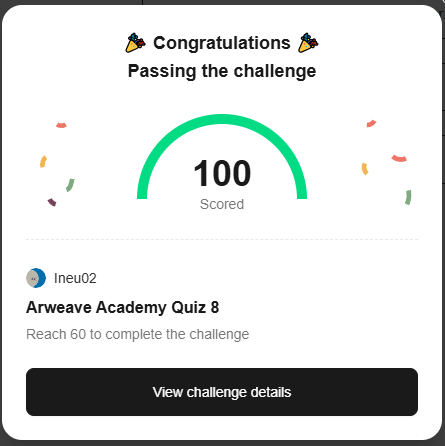 Congratulations
Passing the challenge
100
Scored
Ineu02
Arweave Academy Quiz 8
Reach 60 to complete the challenge
View challenge details